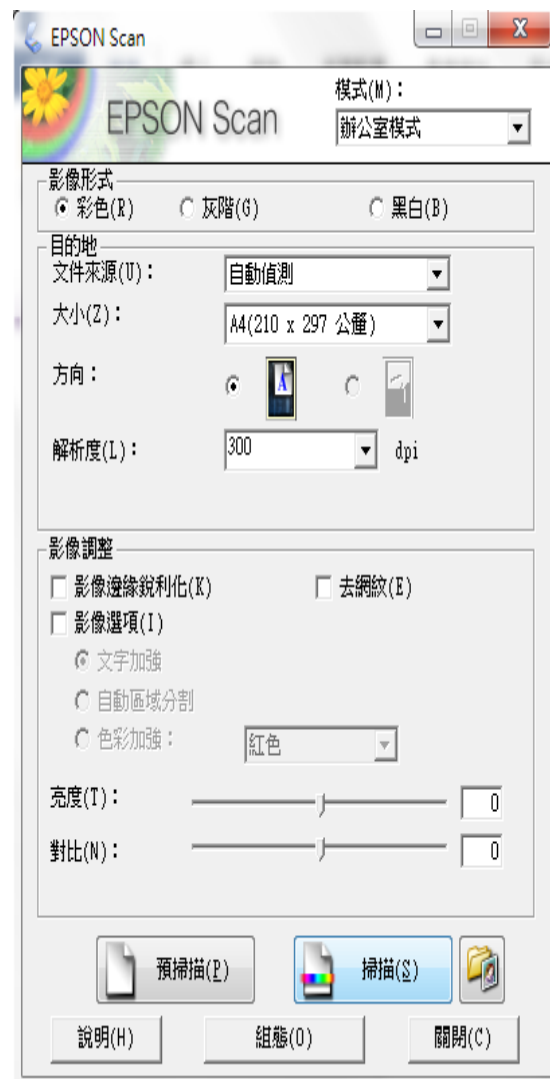 EPSON Scan
EPSON Scan
模式(M)：
辦公室模式
影像形式
彩色(R) 灰階(G) 黑白(B)
目的地
文件來源(U)： 自動偵測
大小(Z)： A4(210 x 297 公釐)
方向： A
解析度(L)： 300 dpi
影像調整
影像邊緣銳利化(K) 去網紋(E)
影像選項(I)
文字加強
自動區域分割
色彩加強： 紅色
亮度(T)： 0
對比(N)： 0
預掃描(P) 掃描(S)
說明(H) 組態(O) 關閉(C)